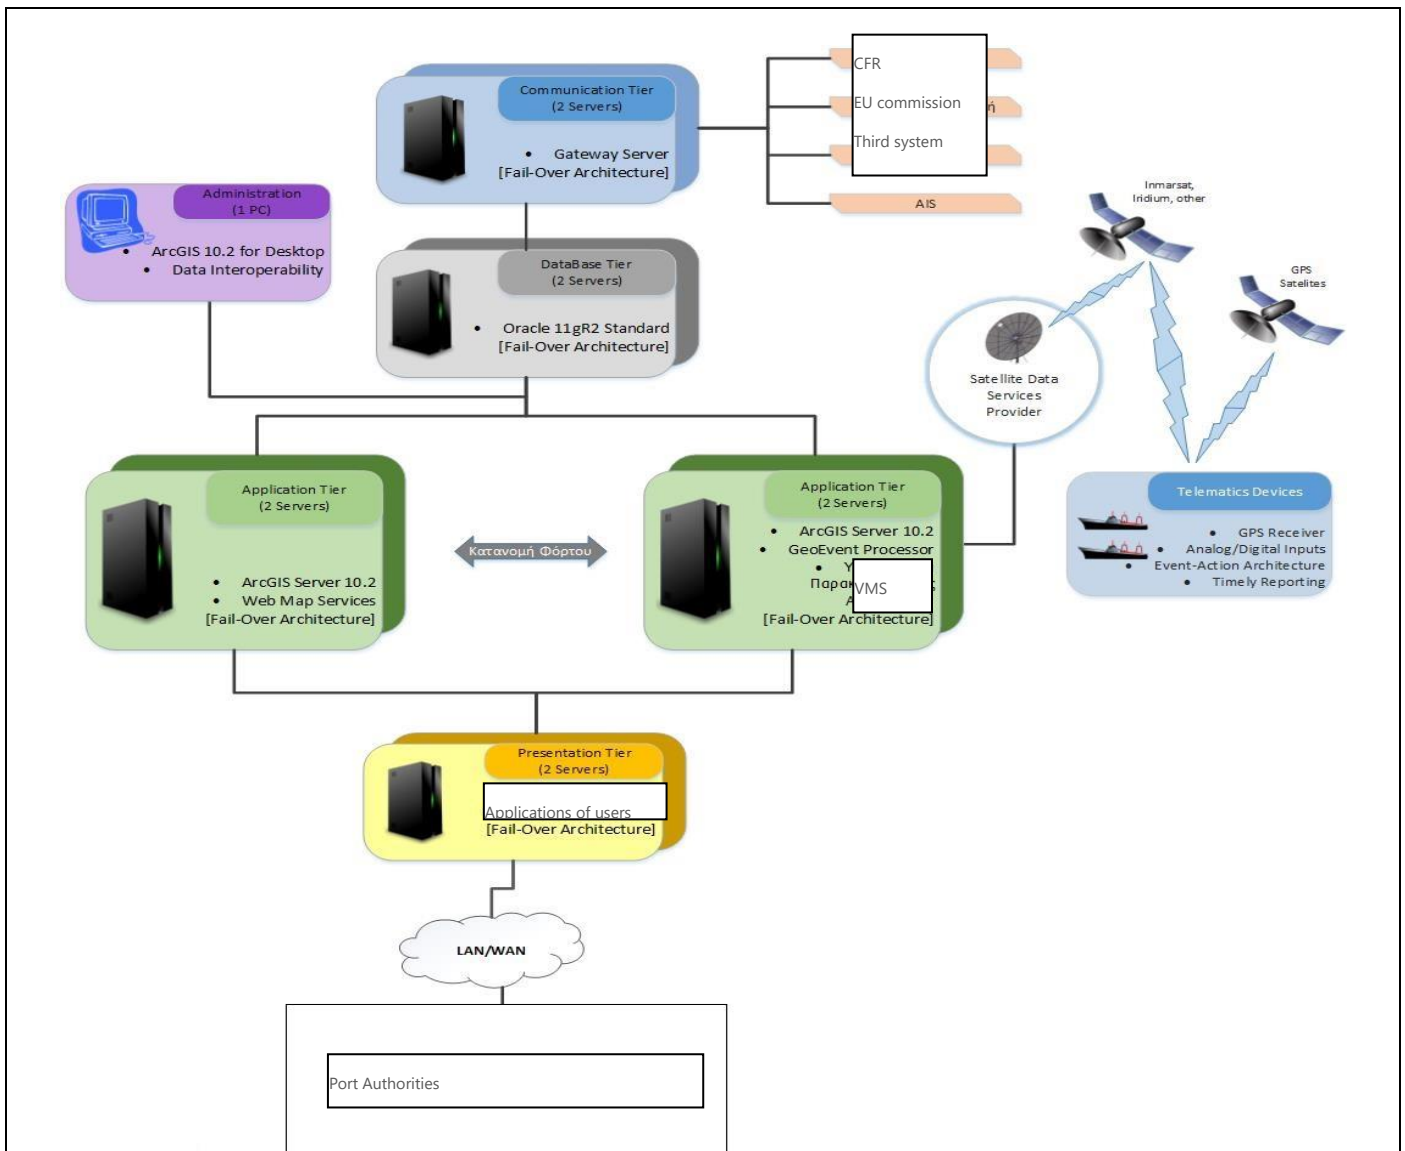 Communication Tier
(2 Servers)
• Gateway Server
[Fail-Over Architecture]
CFR
EU commission
ή
Third system
AIS
Administration
(1 PC)
• ArcGIS 10.2 for Desktop
• Data Interoperability
DataBase Tier
(2 Servers)
• Oracle 11gR2 Standard
[Fail-Over Architecture]
Inmarsat,
Iridium, other
GPS
Satelites
Satellite Data
Services
Provider
Application Tier
(2 Servers)
• ArcGIS Server 10.2
• Web Map Services
[Fail-Over Architecture]
Κατανομή Φόρτου
Application Tier
(2 Servers)
• ArcGIS Server 10.2
• GeoEvent Processor
VMS
[Fail-Over Architecture]
Telematics Devices
• GPS Receiver
• Analog/Digital Inputs
• Event-Action Architecture
• Timely Reporting
Presentation Tier
(2 Servers)
Applications of users
[Fail-Over Architecture]
LAN/WAN
Port Authorities